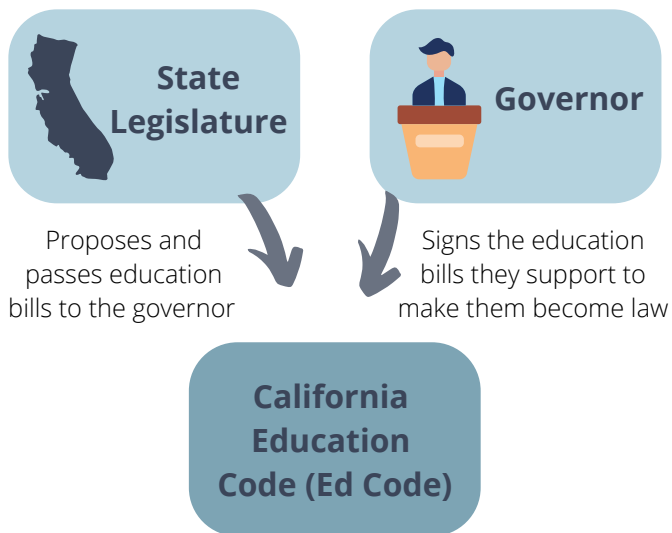 State
Legislature
Governor
Proposes and
passes education
bills to the governor
Signs the education
bills they support to
make them become law
California
Education
Code (Ed Code)